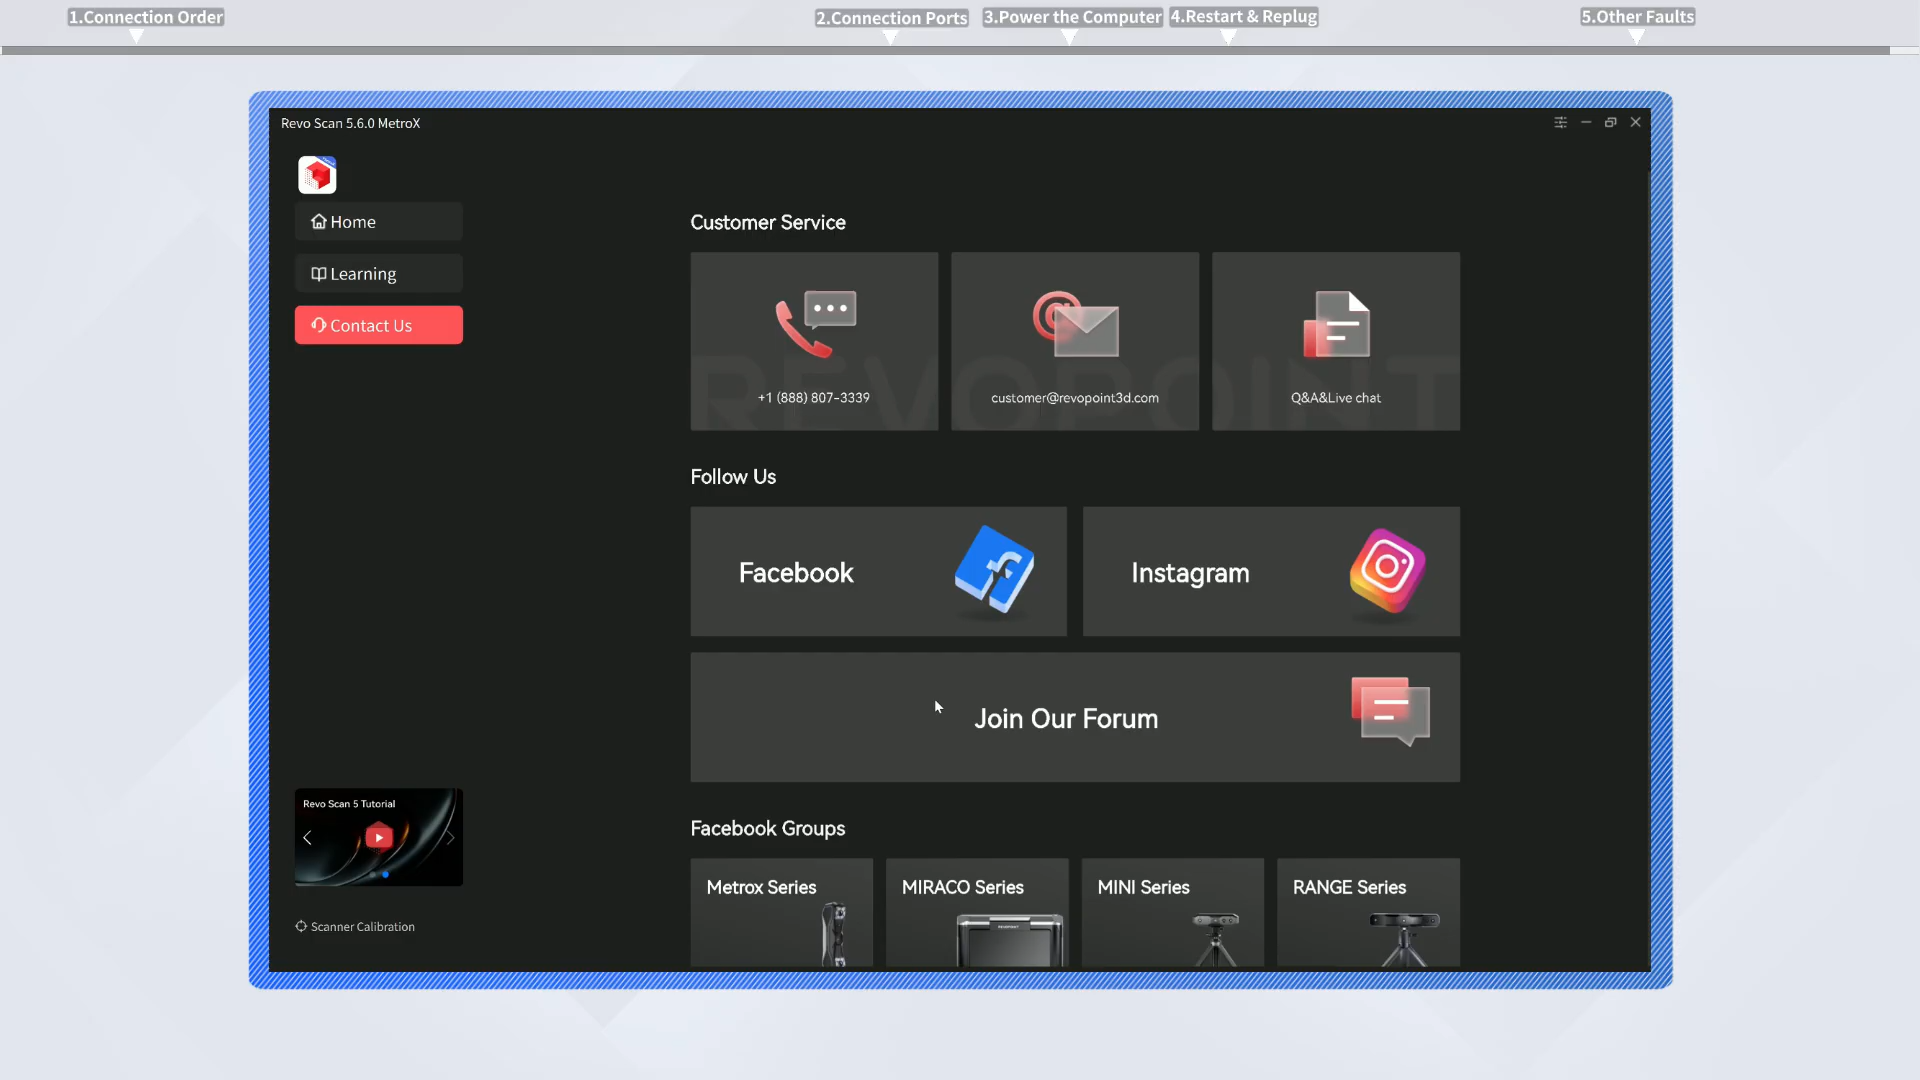 1.Connection Order
2.Connection Ports
3.Power the Computer
4.Restart & Replug
5.Other Faults
Revo Scan 5.6.0 MetroX
Home
Learning
Contact Us
Customer Service
REVOPOINT
+1 (888) 807-3339
customer@revopoint3d.com
Q&A&Live chat
Follow Us
Facebook
Instagram
Join Our Forum
Revo Scan 5 Tutorial
Facebook Groups
Metrox Series
MIRACO Series
MINI Series
RANGE Series
REVOPOINT
Scanner Calibration